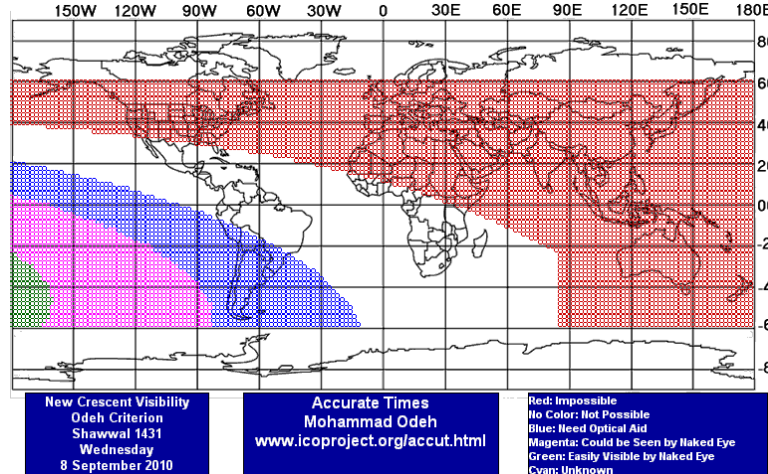 150W 120W 90W 60W 30W 0 30E 60E 90E 120E 150E 180E
80
60
40
20
00
-2
-4
-6
-8
New Crescent Visibility
Odeh Criterion
Shawwal 1431
Wednesday
8 September 2010
Accurate Times
Mohammad Odeh
www.icoproject.org/accut.html
Red: Impossible
No Color: Not Possible
Blue: Need Optical Aid
Magenta: Could be Seen by Naked Eye
Green: Easily Visible by Naked Eye
Cyan: Unknown